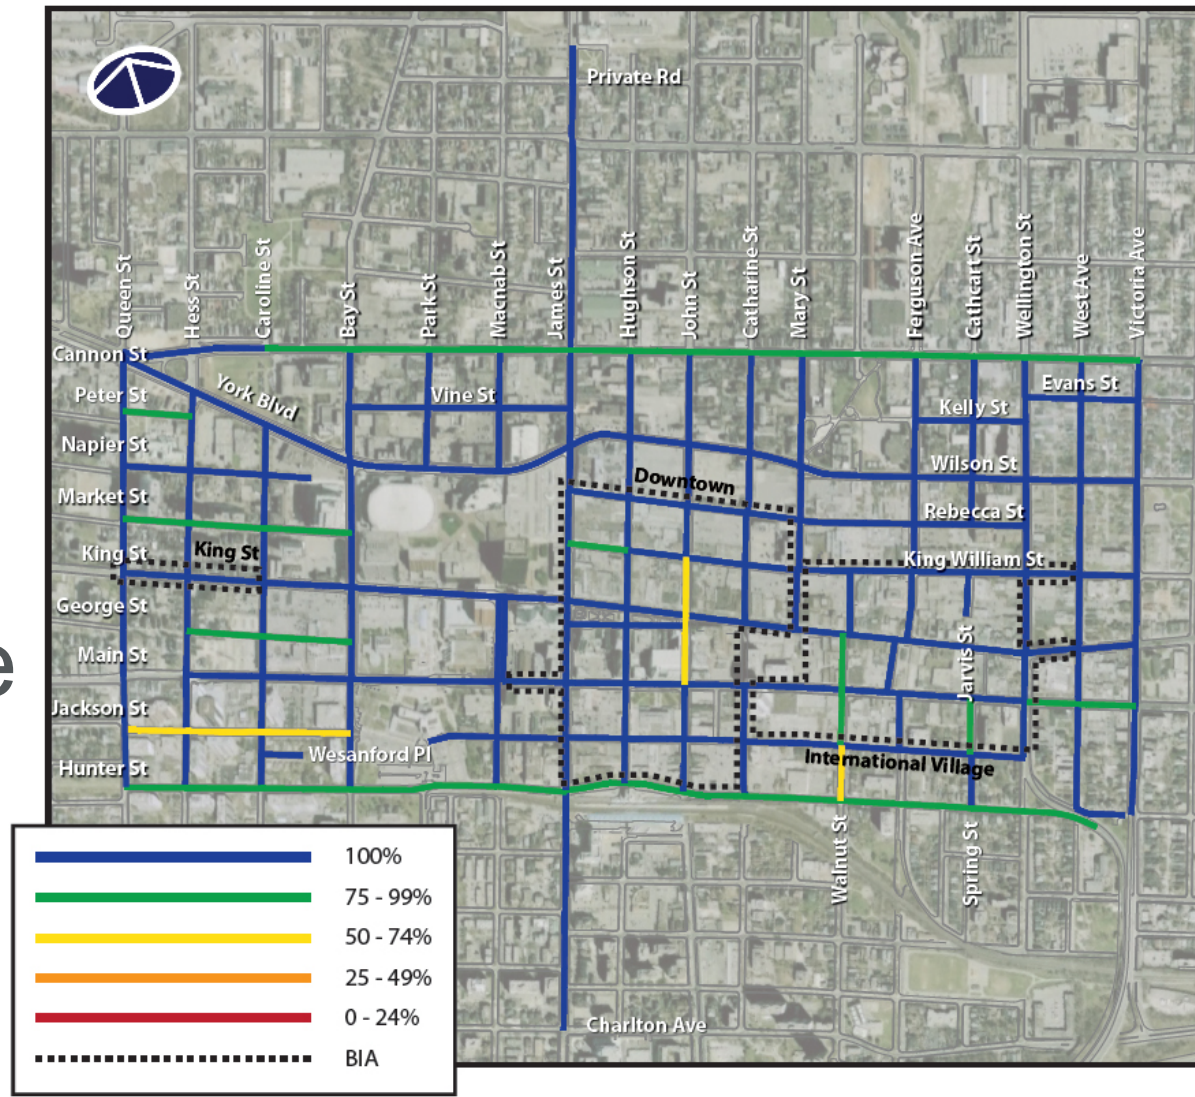 Private Rd
Queen St
Hess St
Caroline St
Bay St
Park St
Macnab St
James St
Hughson St
John St
Catharine St
Mary St
Ferguson Ave
Cathcart St
Wellington St
West Ave
Victoria Ave
Cannon St
Peter St
York Blvd
Vine St
Evans St
Kelly St
Napier St
Wilson St
Downtown
Market St
Rebecca St
King St
King St
King William St
George St
Main St
Jarvis St
Jackson St
Wesanford Pl
International Village
Hunter St
Walnut St
Spring St
Charlton Ave
e
100%
75 - 99%
50 - 74%
25 - 49%
0 - 24%
BIA